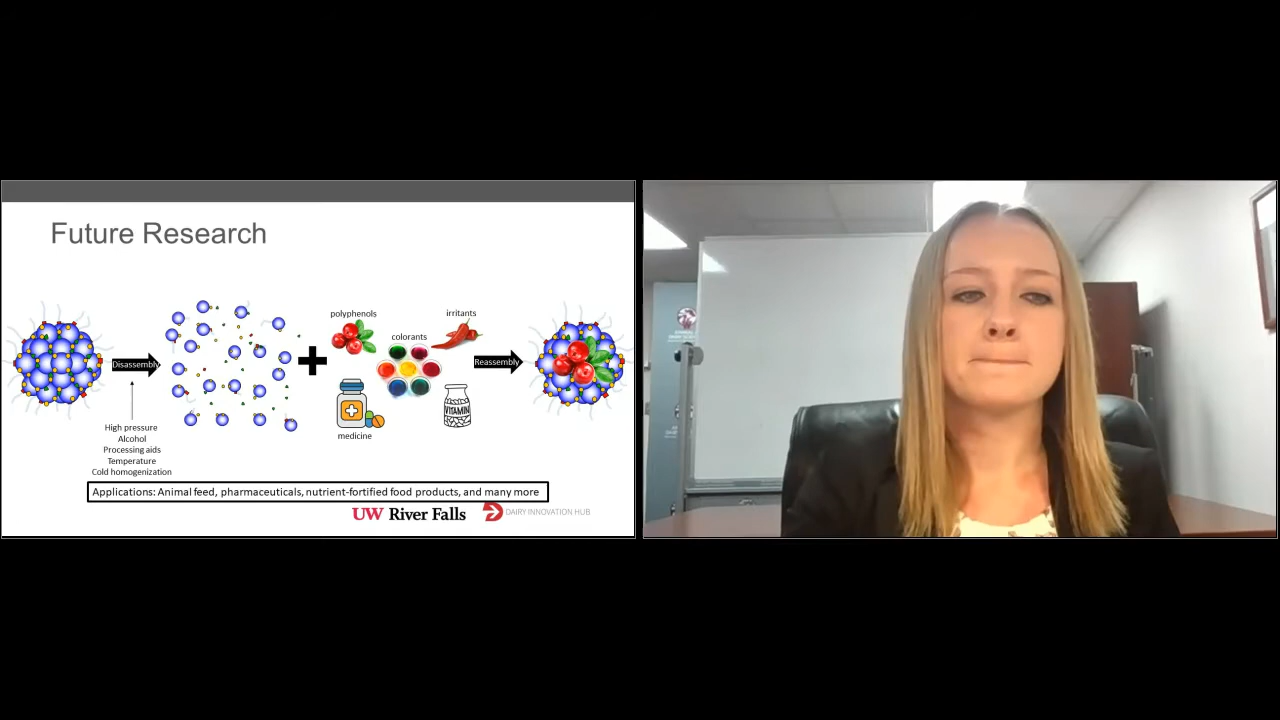 Future Research
polyphenols
irritants
colorants
Disassembly
Reassembly
VITAMIN
medicine
High pressure
Alcohol
Processing aids
Temperature
Cold homogenization
Applications: Animal feed, pharmaceuticals, nutrient-fortified food products, and many more
UW River Falls
DAIRY INNOVATION HUB